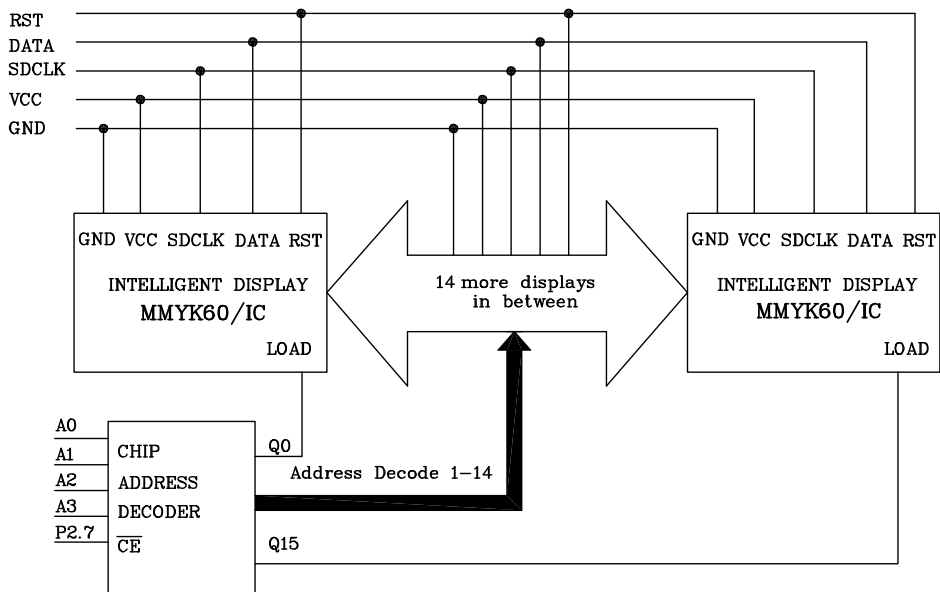 RST
DATA
SDCLK
VCC
GND
GND VCC SDCLK DATA RST
INTELLIGENT DISPLAY
MMYK60/IC
LOAD
14 more displays
in between
GND VCC SDCLK DATA RST
INTELLIGENT DISPLAY
MMYK60/IC
LOAD
A0
A1
A2
A3
P2.7
CHIP
ADDRESS
DECODER
CE
Q0
Address Decode 1-14
Q15